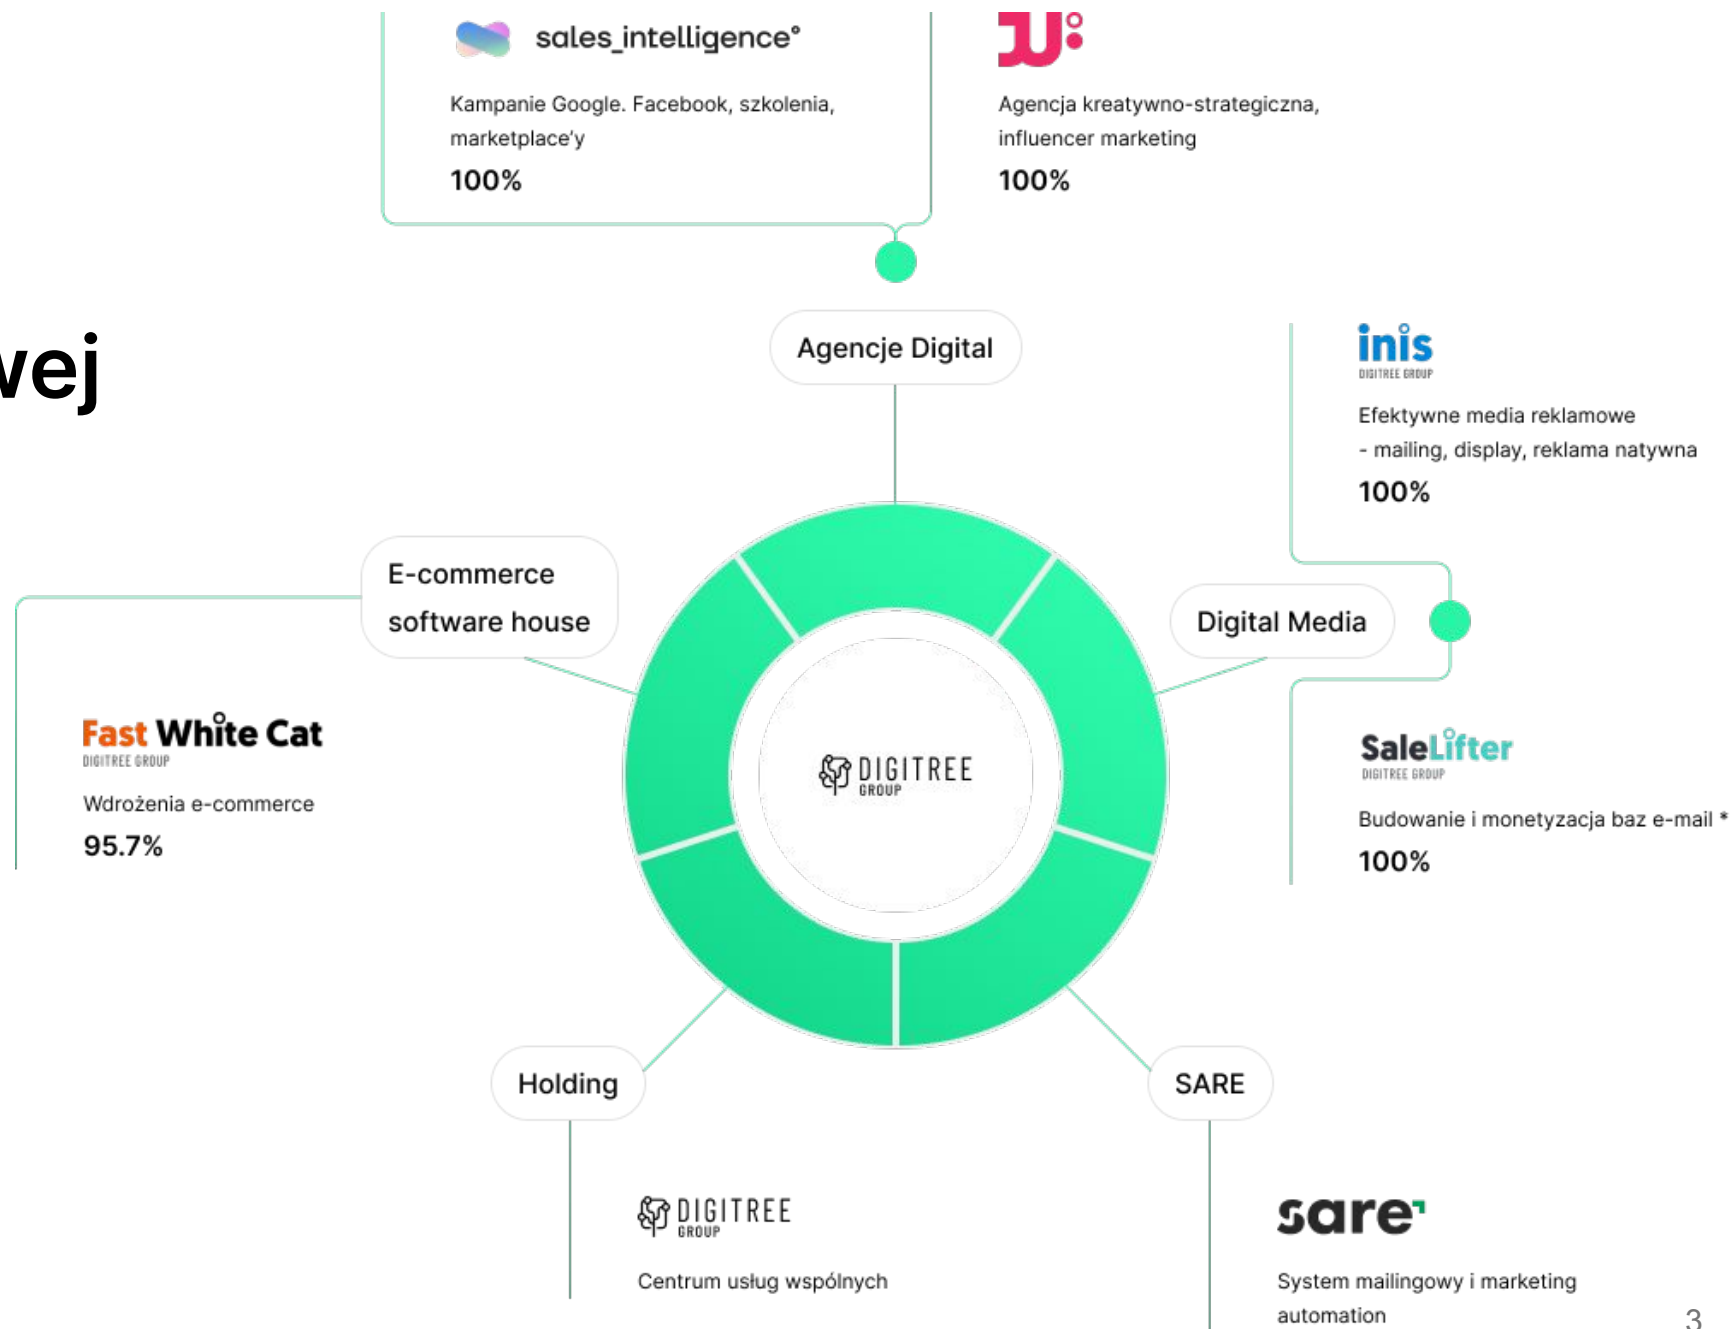 sales_intelligence°
Kampanie Google. Facebook, szkolenia,
marketplace'y
100%
Agencja kreatywno-strategiczna,
influencer marketing
100%
Agencje Digital
wej
inis
DIGITREE GROUP
Efektywne media reklamowe
- mailing, display, reklama natywna
100%
E-commerce
software house
Digital Media
Fast White Cat
DIGITREE GROUP
Wdrożenia e-commerce
95.7%
DIGITREE
GROUP
SaleLifter
DIGITREE GROUP
Budowanie i monetyzacja baz e-mail *
100%
Holding
SARE
DIGITREE
GROUP
Centrum usług wspólnych
sare
System mailingowy i marketing
automation
3